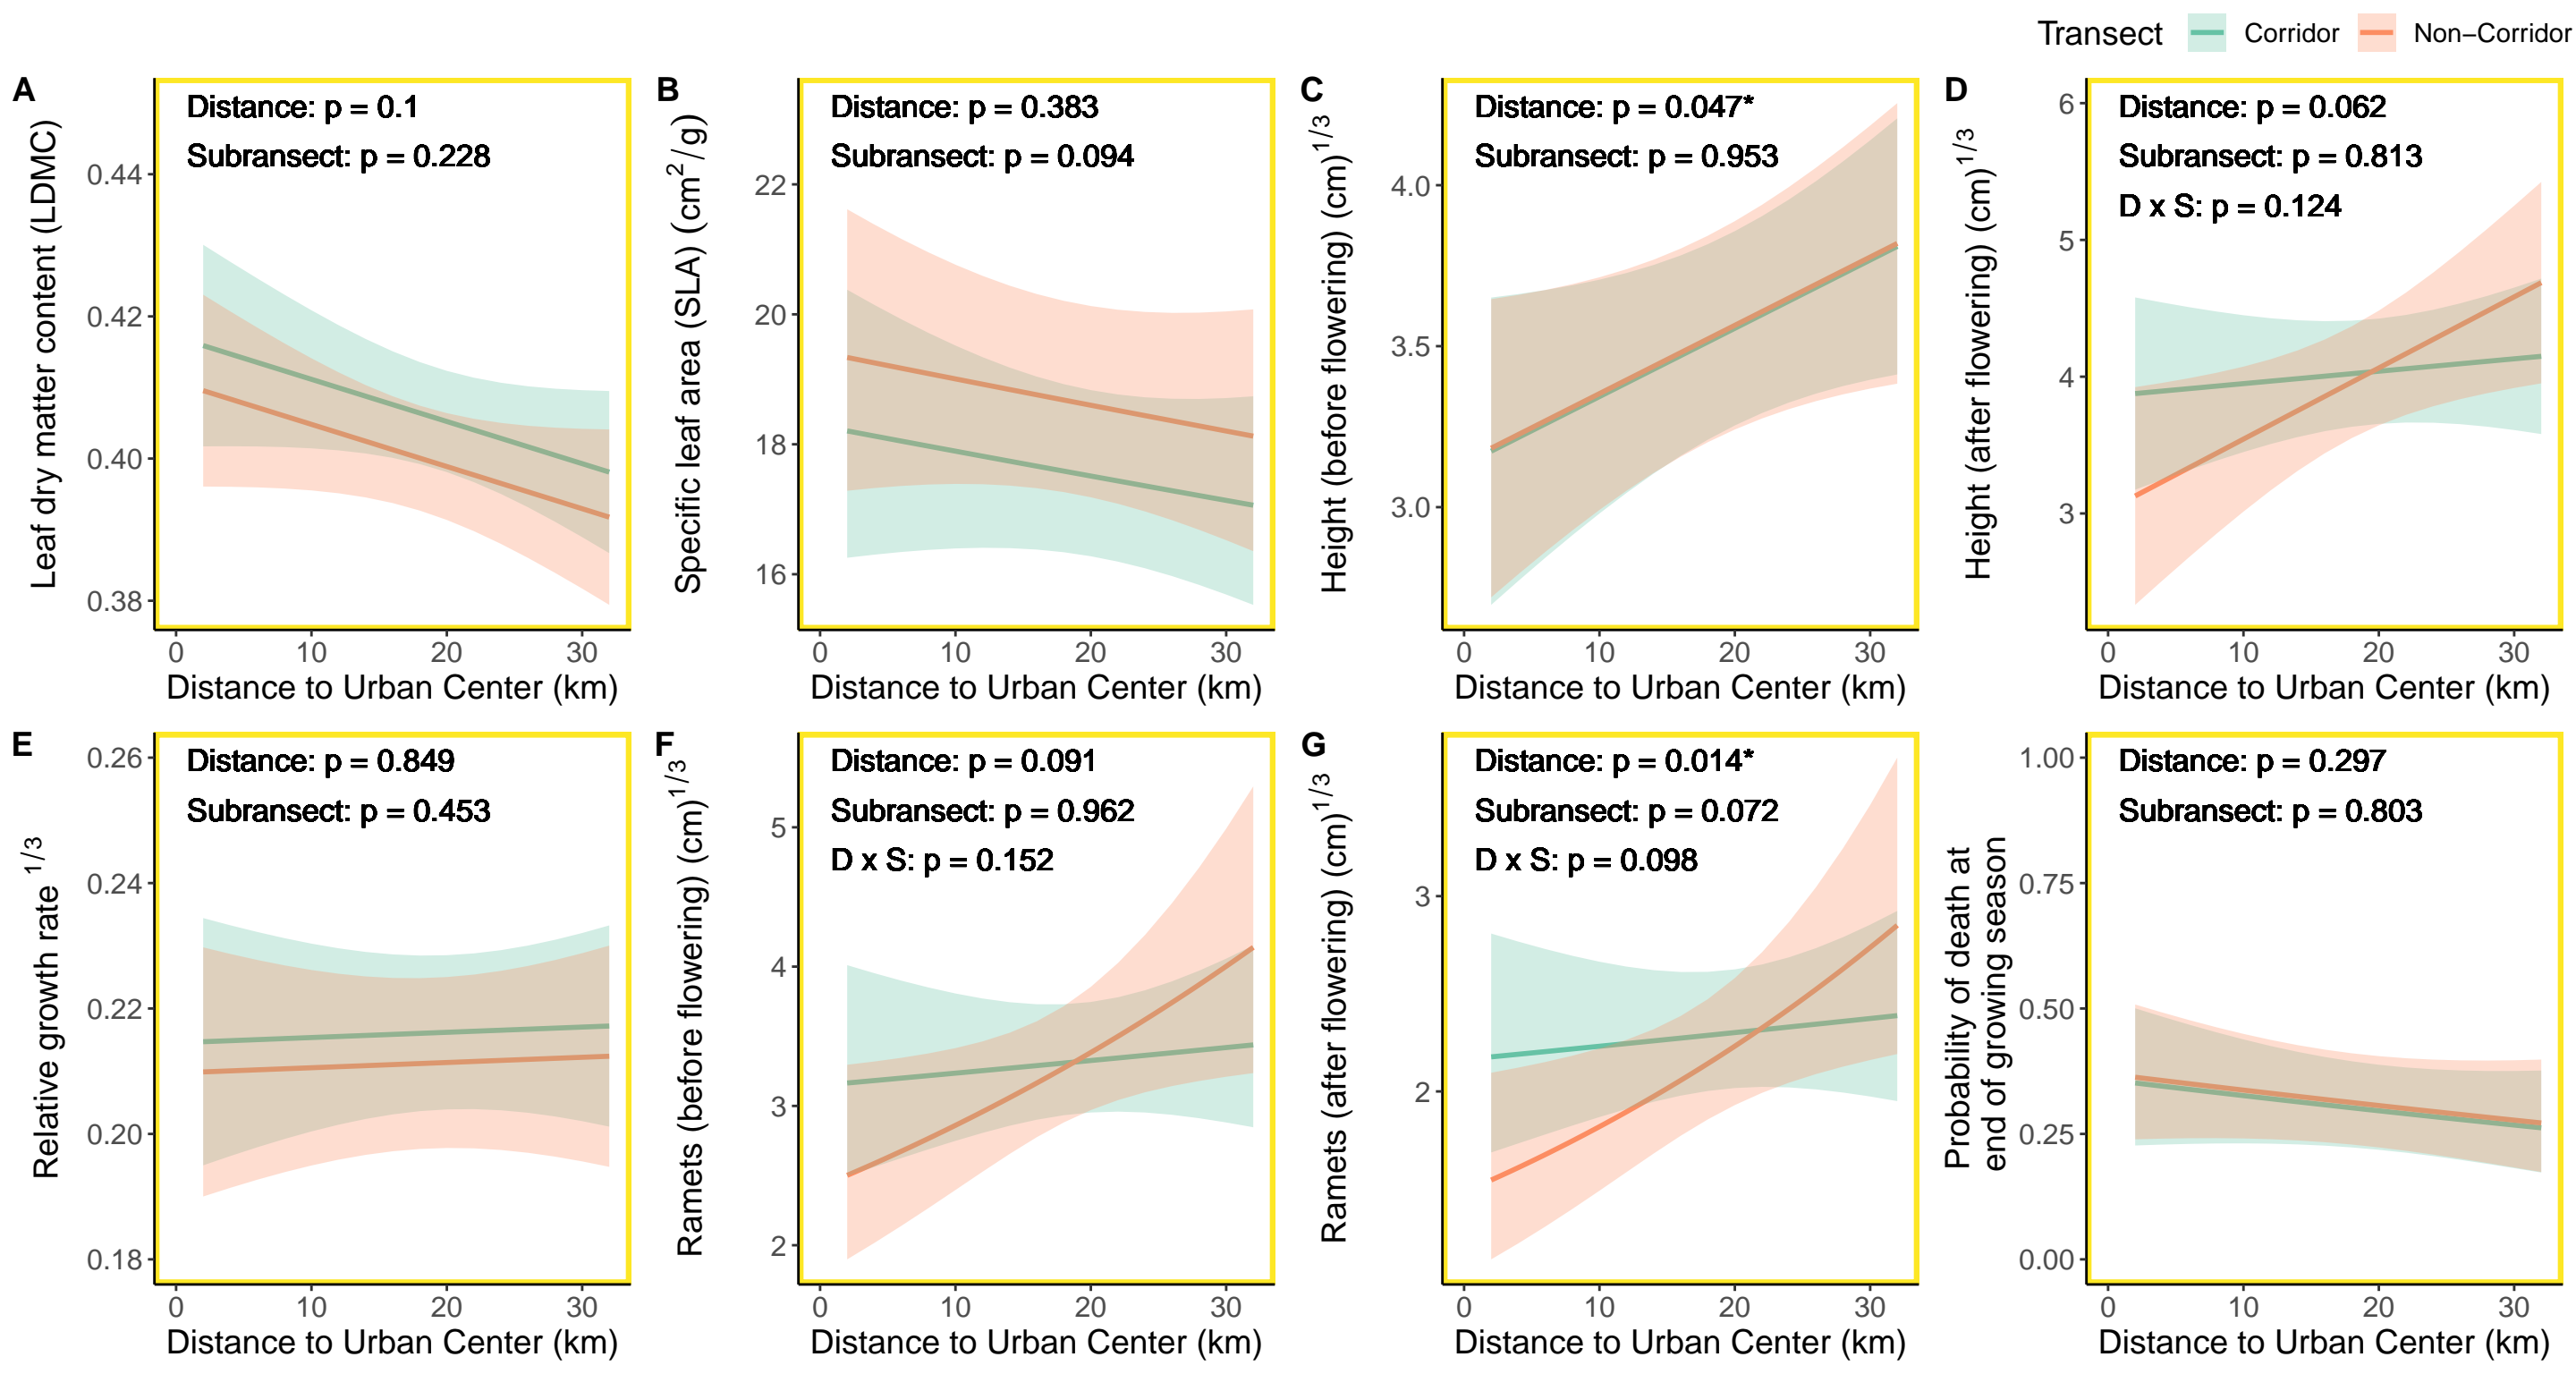 Transect Corridor Non−Corridor
A
Distance: p = 0.1
Subransect: p = 0.228
Leaf dry matter content (LDMC)
0.44
0.42
0.40
0.38
0 10 20 30
Distance to Urban Center (km)
B
Distance: p = 0.383
Subransect: p = 0.094
Specific leaf area (SLA) (cm²/g)
22
20
18
16
0 10 20 30
Distance to Urban Center (km)
C
Distance: p = 0.047*
Subransect: p = 0.953
Height (before flowering) (cm)^1/3
4.0
3.5
3.0
0 10 20 30
Distance to Urban Center (km)
D
Distance: p = 0.062
Subransect: p = 0.813
D x S: p = 0.124
Height (after flowering) (cm)^1/3
6
5
4
3
0 10 20 30
Distance to Urban Center (km)
E
Distance: p = 0.849
Subransect: p = 0.453
Relative growth rate ^1/3
0.26
0.24
0.22
0.20
0.18
0 10 20 30
Distance to Urban Center (km)
F
Distance: p = 0.091
Subransect: p = 0.962
D x S: p = 0.152
Ramets (before flowering) (cm)^1/3
5
4
3
2
0 10 20 30
Distance to Urban Center (km)
G
Distance: p = 0.014*
Subransect: p = 0.072
D x S: p = 0.098
Ramets (after flowering) (cm)^1/3
3
2
0 10 20 30
Distance to Urban Center (km)
Distance: p = 0.297
Subransect: p = 0.803
Probability of death at
end of growing season
1.00
0.75
0.50
0.25
0.00
0 10 20 30
Distance to Urban Center (km)